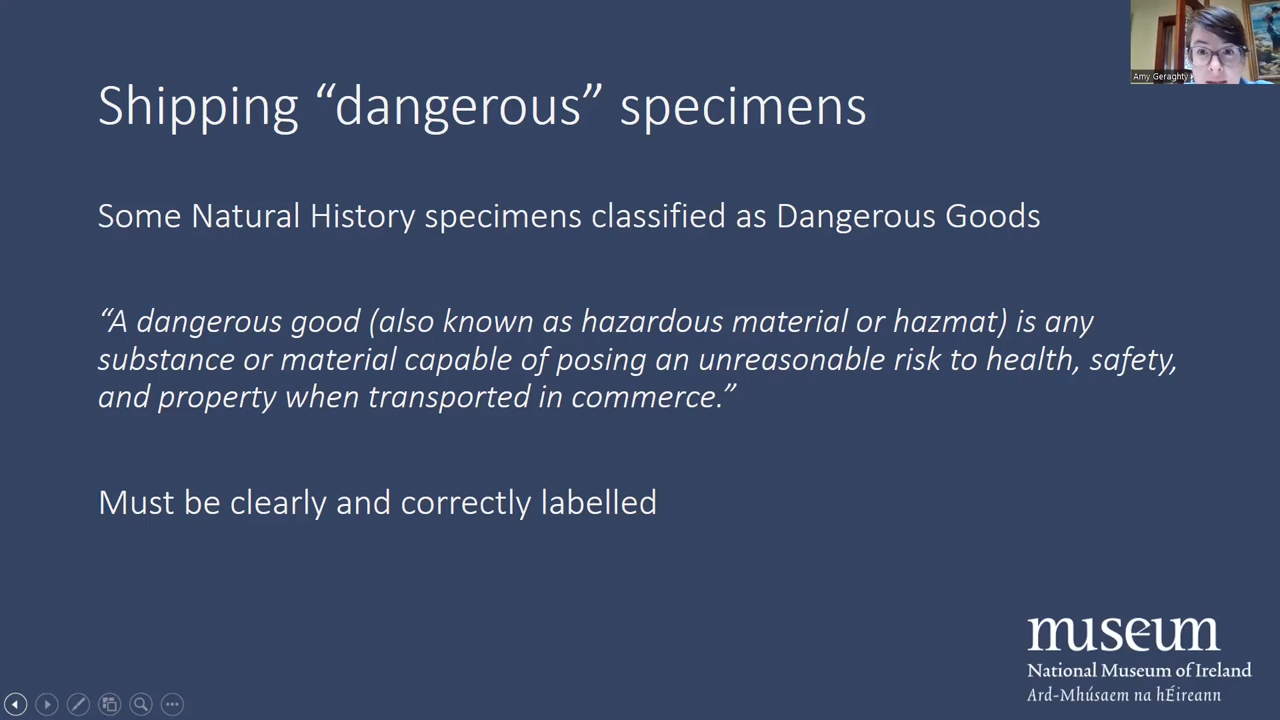 Amy Geraghty
Shipping “dangerous” specimens
Some Natural History specimens classified as Dangerous Goods
“A dangerous good (also known as hazardous material or hazmat) is any
substance or material capable of posing an unreasonable risk to health, safety,
and property when transported in commerce.”
Must be clearly and correctly labelled
museum
National Museum of Ireland
Ard-Mhúsaem na hÉireann